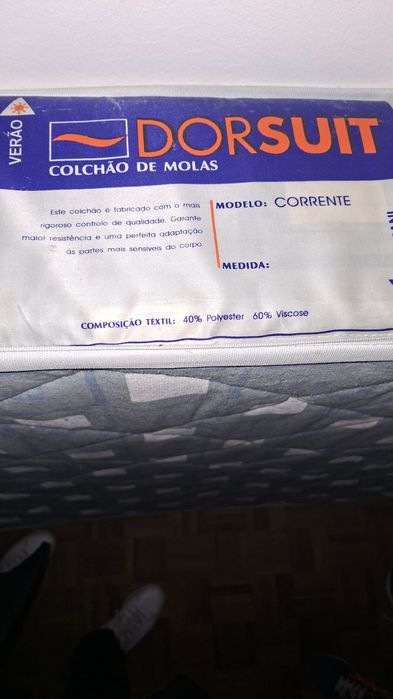 VERÃO
DORSUIT
COLCHÃO DE MOLAS
Este colchão é fabricado com o mais
rigoroso controlo de qualidade. Garante
maior resistência e uma perfeita adaptação
às partes mais sensíveis do corpo.
MODELO: CORRENTE
MEDIDA:
COMPOSIÇÃO TEXTIL: 40% Polyester 60% Viscose